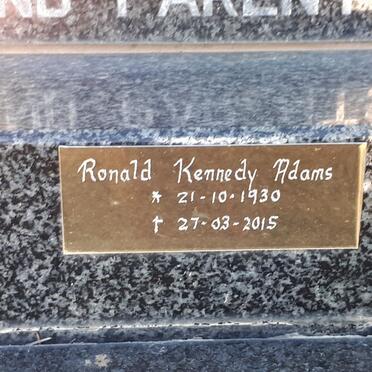 Ronald Kennedy Adams
* 21-10-1930
† 27-03-2015